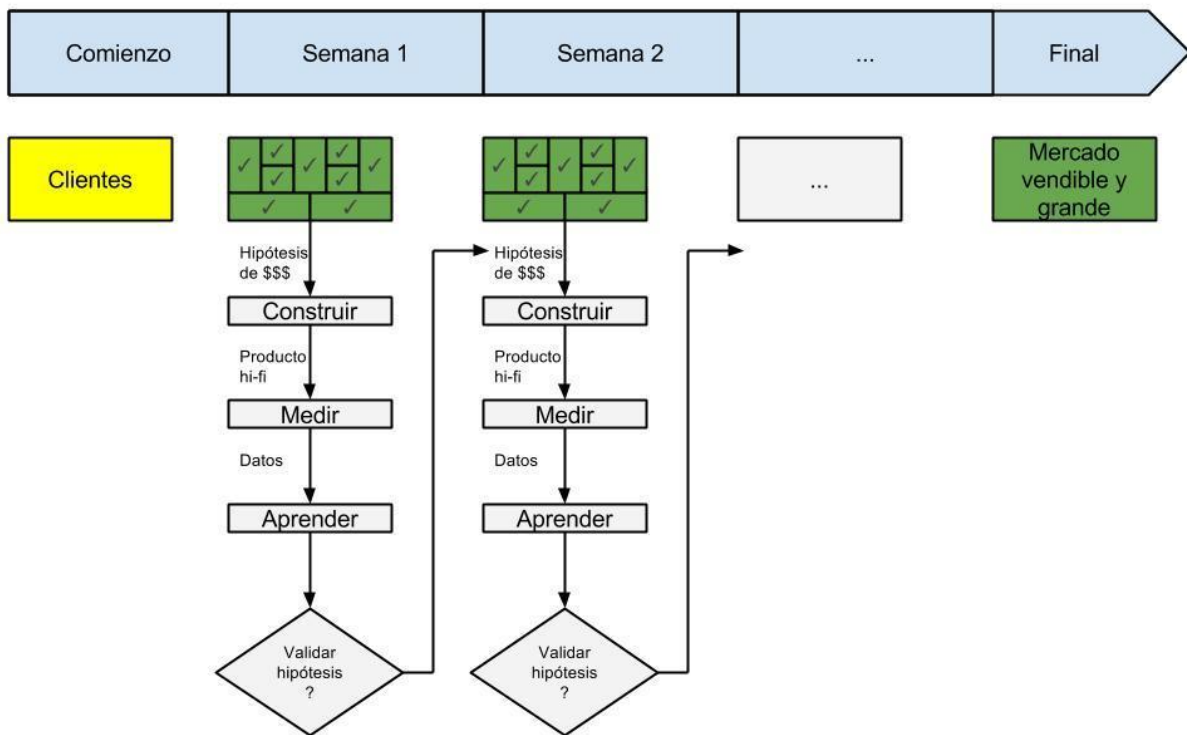 Comienzo
Semana 1
Semana 2
...
Final
Clientes
✓ ✓ ✓ ✓ ✓
✓ ✓
✓ ✓
✓ ✓ ✓ ✓ ✓
✓ ✓
✓ ✓
...
Mercado
vendible y
grande
Hipótesis
de $$$
Construir
Producto
hi-fi
Medir
Datos
Aprender
Validar
hipótesis
?
Hipótesis
de $$$
Construir
Producto
hi-fi
Medir
Datos
Aprender
Validar
hipótesis
?